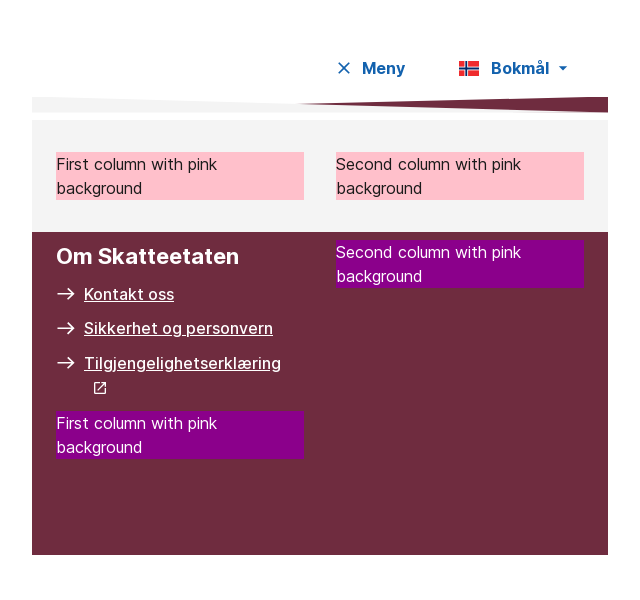 Meny
Bokmål
First column with pink
background
Second column with pink
background
Om Skatteetaten
Kontakt oss
Sikkerhet og personvern
Tilgjengelighetserklæring
First column with pink
background
Second column with pink
background